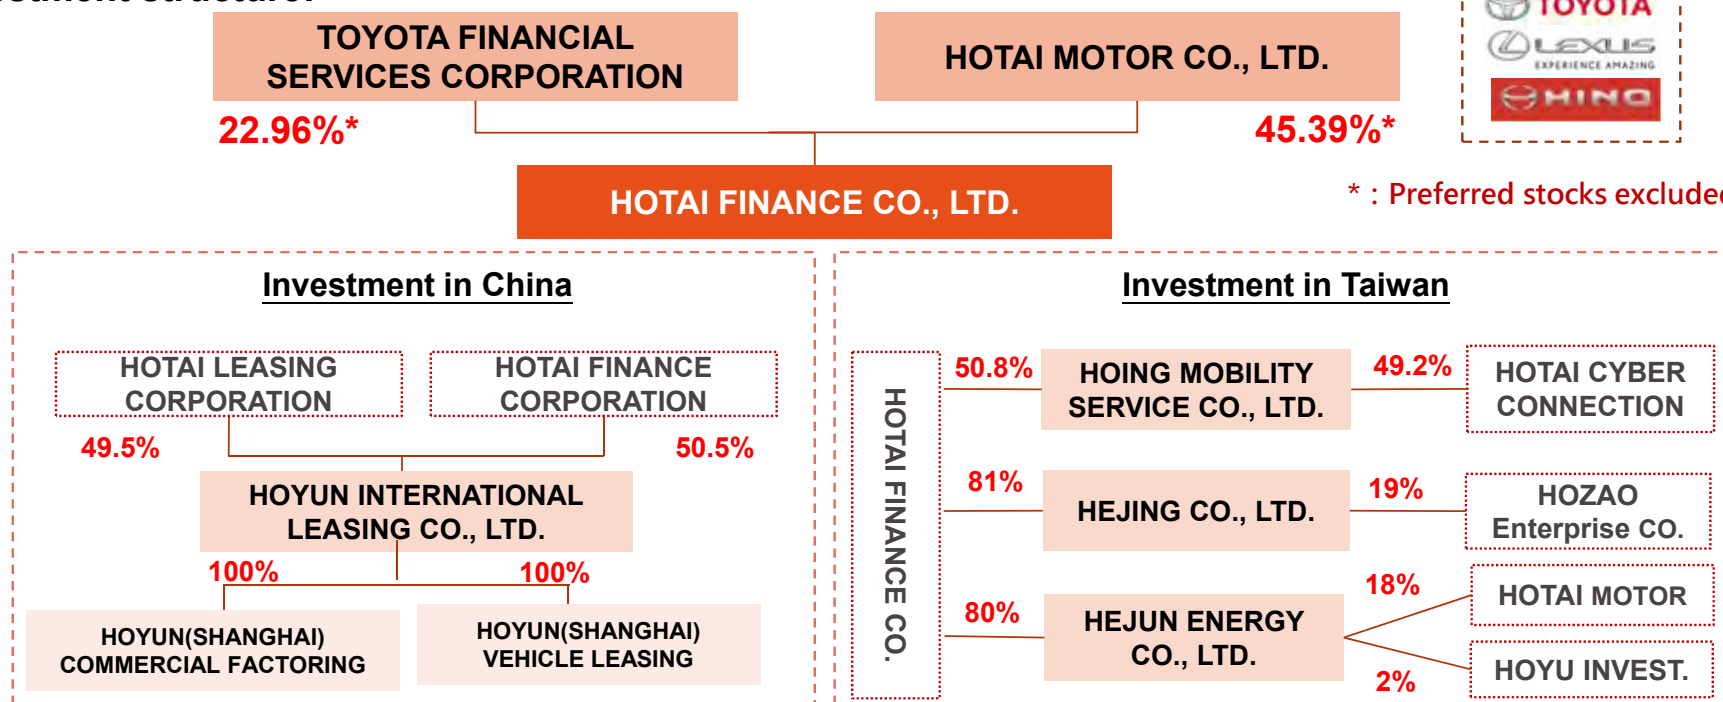 TOYOTA
LEXUS
EXPERIENCE AMAZING
HINO
TOYOTA FINANCIAL
SERVICES CORPORATION
HOTAI MOTOR CO., LTD.
22.96%*
45.39%*
HOTAI FINANCE CO., LTD.
* : Preferred stocks excluded
Investment in China
HOTAI LEASING
CORPORATION
HOTAI FINANCE
CORPORATION
49.5%
50.5%
HOYUN INTERNATIONAL
LEASING CO., LTD.
100%
100%
HOYUN(SHANGHAI)
COMMERCIAL FACTORING
HOYUN(SHANGHAI)
VEHICLE LEASING
Investment in Taiwan
HOTAI FINANCE CO.
50.8%
HOING MOBILITY
SERVICE CO., LTD.
49.2%
HOTAI CYBER
CONNECTION
81%
HEJING CO., LTD.
19%
HOZAO
Enterprise CO.
80%
HEJUN ENERGY
CO., LTD.
18%
HOTAI MOTOR
2%
HOYU INVEST.